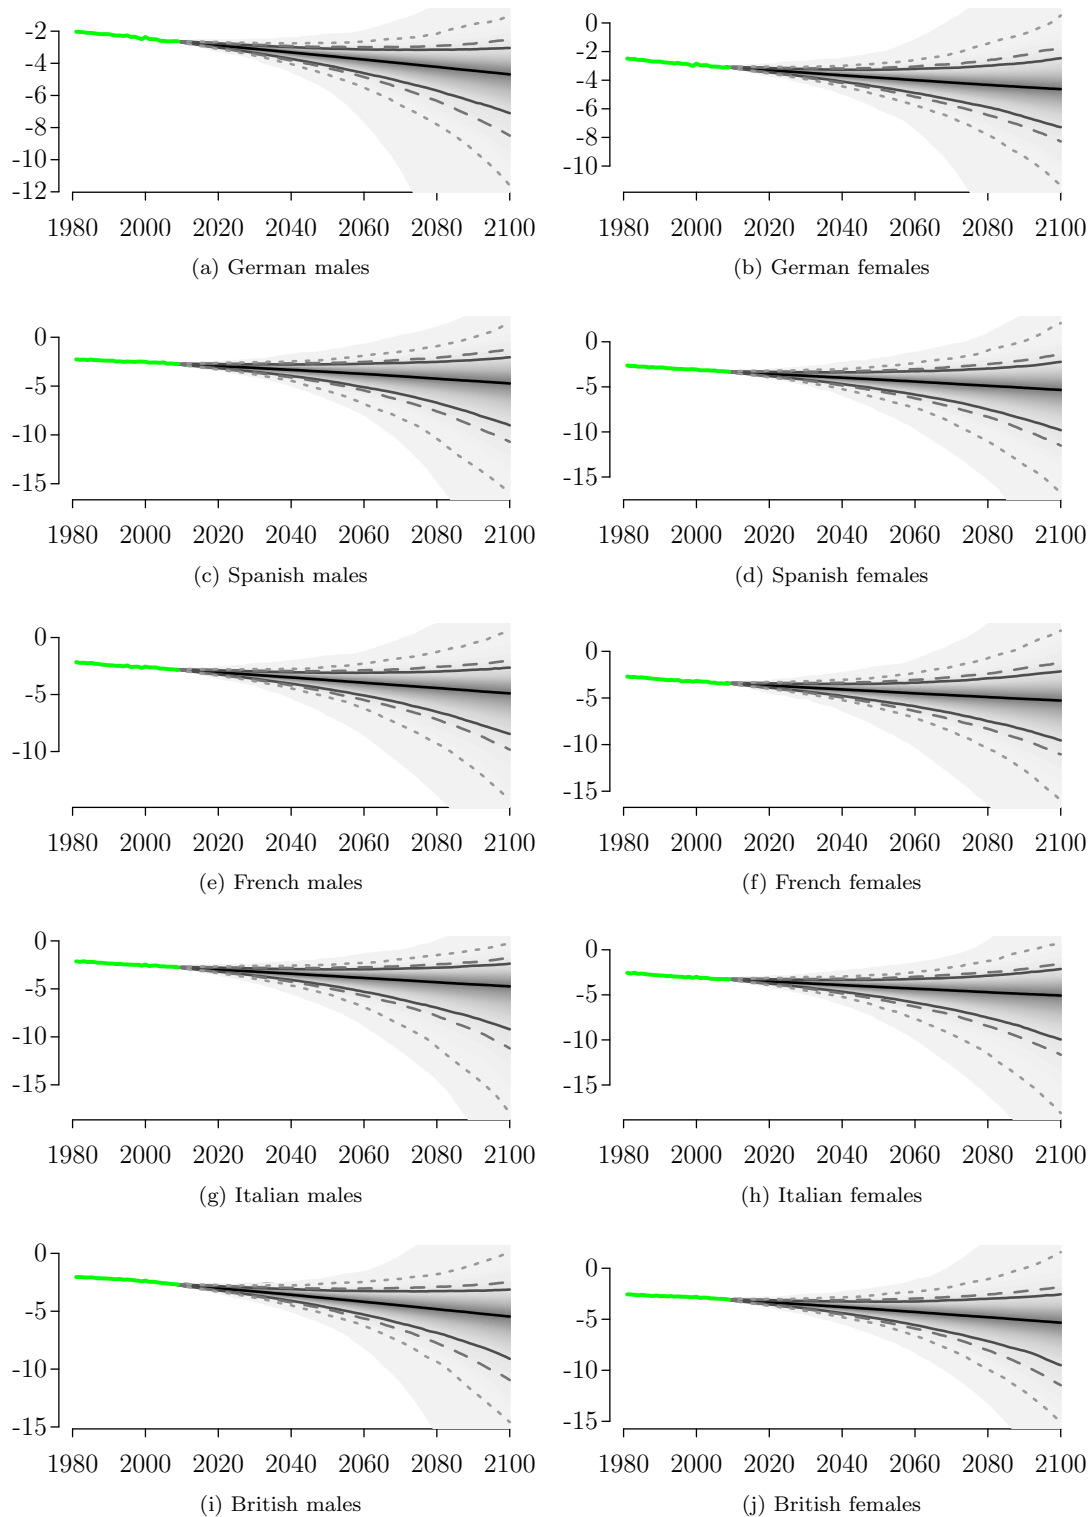 -2
-4
-6
-8
-10
-12
1980 2000 2020 2040 2060 2080 2100
(a) German males
0
-2
-4
-6
-8
-10
1980 2000 2020 2040 2060 2080 2100
(b) German females
0
-5
-10
-15
1980 2000 2020 2040 2060 2080 2100
(c) Spanish males
0
-5
-10
-15
1980 2000 2020 2040 2060 2080 2100
(d) Spanish females
0
-5
-10
1980 2000 2020 2040 2060 2080 2100
(e) French males
0
-5
-10
-15
1980 2000 2020 2040 2060 2080 2100
(f) French females
0
-5
-10
-15
1980 2000 2020 2040 2060 2080 2100
(g) Italian males
0
-5
-10
-15
1980 2000 2020 2040 2060 2080 2100
(h) Italian females
0
-5
-10
-15
1980 2000 2020 2040 2060 2080 2100
(i) British males
0
-5
-10
-15
1980 2000 2020 2040 2060 2080 2100
(j) British females